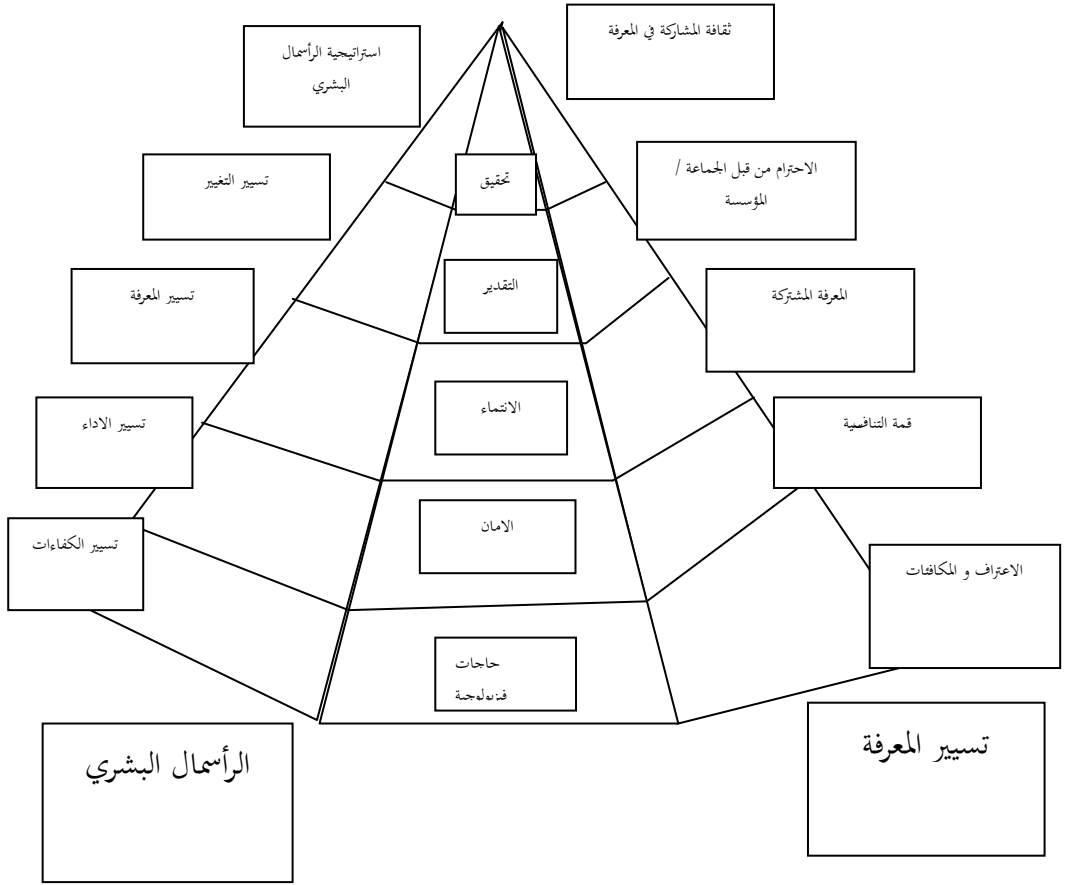 ثقافة المشاركة في المعرفة
استراتيجية الرأسمال
البشري
الاحترام من قبل الجماعة /
المؤسسة
تحقيق
تسيير التغيير
المعرفة المشتركة
التقدير
تسيير المعرفة
قمة التنافسية
الانتماء
تسيير الاداء
الاعتراف و المكافئات
الامان
تسيير الكفاءات
حاجات
فيزيولوجية
تسيير المعرفة
الرأسمال البشري